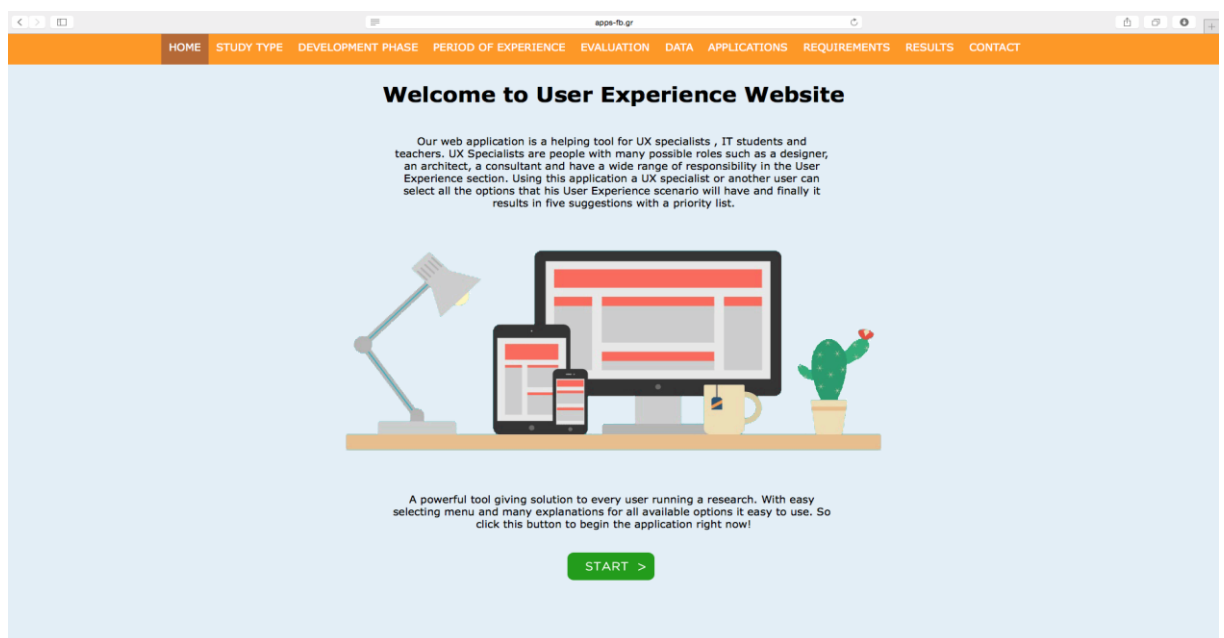 apps-fb.gr
HOME STUDY TYPE DEVELOPMENT PHASE PERIOD OF EXPERIENCE EVALUATION DATA APPLICATIONS REQUIREMENTS RESULTS CONTACT
Welcome to User Experience Website
Our web application is a helping tool for UX specialists , IT students and
teachers. UX Specialists are people with many possible roles such as a designer,
an architect, a consultant and have a wide range of responsibility in the User
Experience section. Using this application a UX specialist or another user can
select all the options that his User Experience scenario will have and finally it
results in five suggestions with a priority list.
A powerful tool giving solution to every user running a research. With easy
selecting menu and many explanations for all available options it easy to use. So
click this button to begin the application right now!
START >